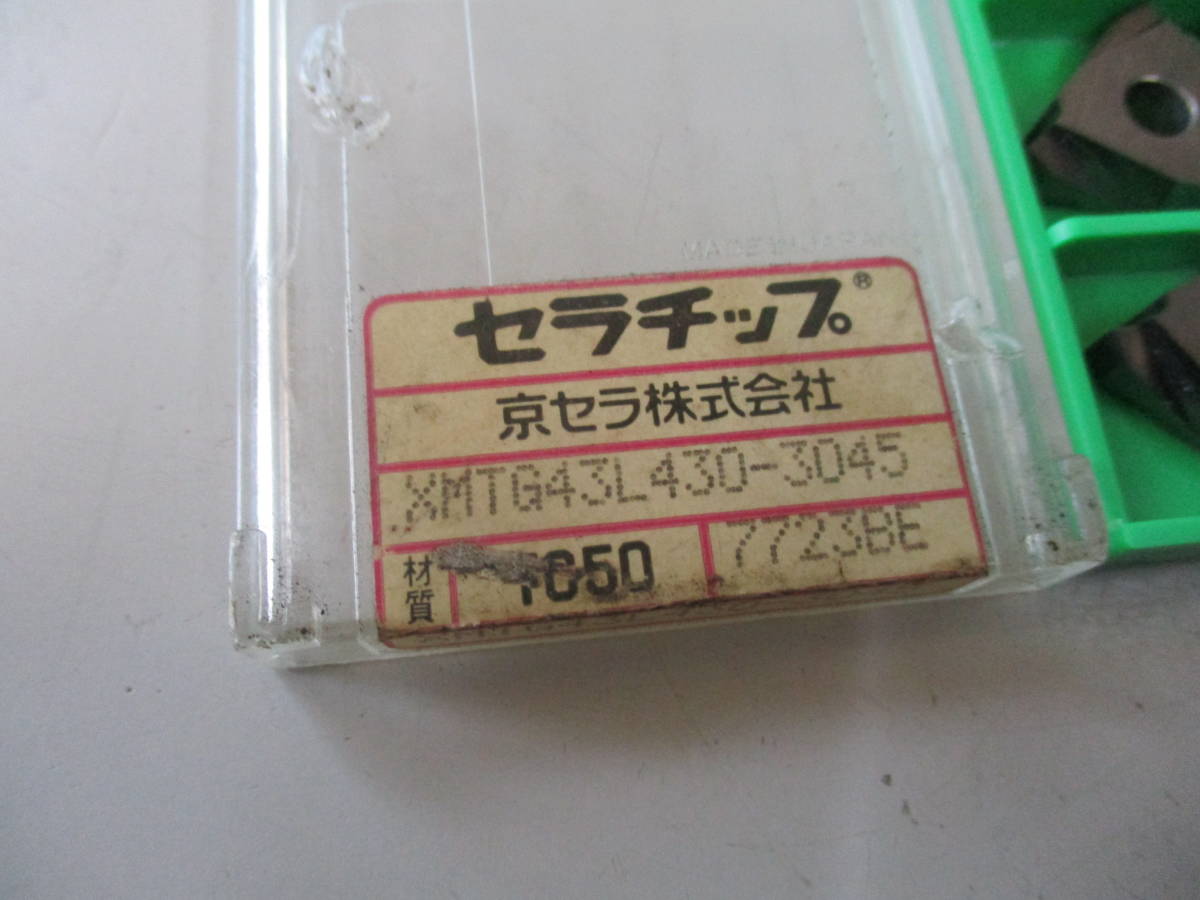 MADE IN JAPAN
セラチップ®
京セラ株式会社
XMTG43L430-3D45
材質
7723BE